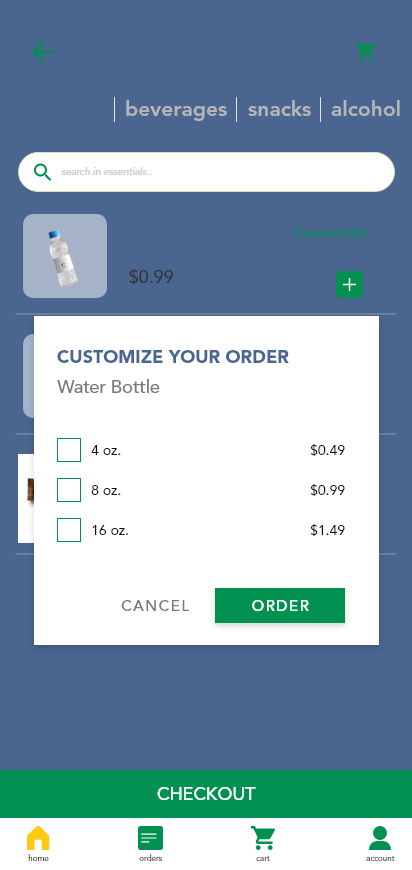 beverages | snacks | alcohol
search in essentials..
Customizable
$0.99
CUSTOMIZE YOUR ORDER
Water Bottle
4 oz. $0.49
8 oz. $0.99
16 oz. $1.49
CANCEL ORDER
CHECKOUT
home orders cart account